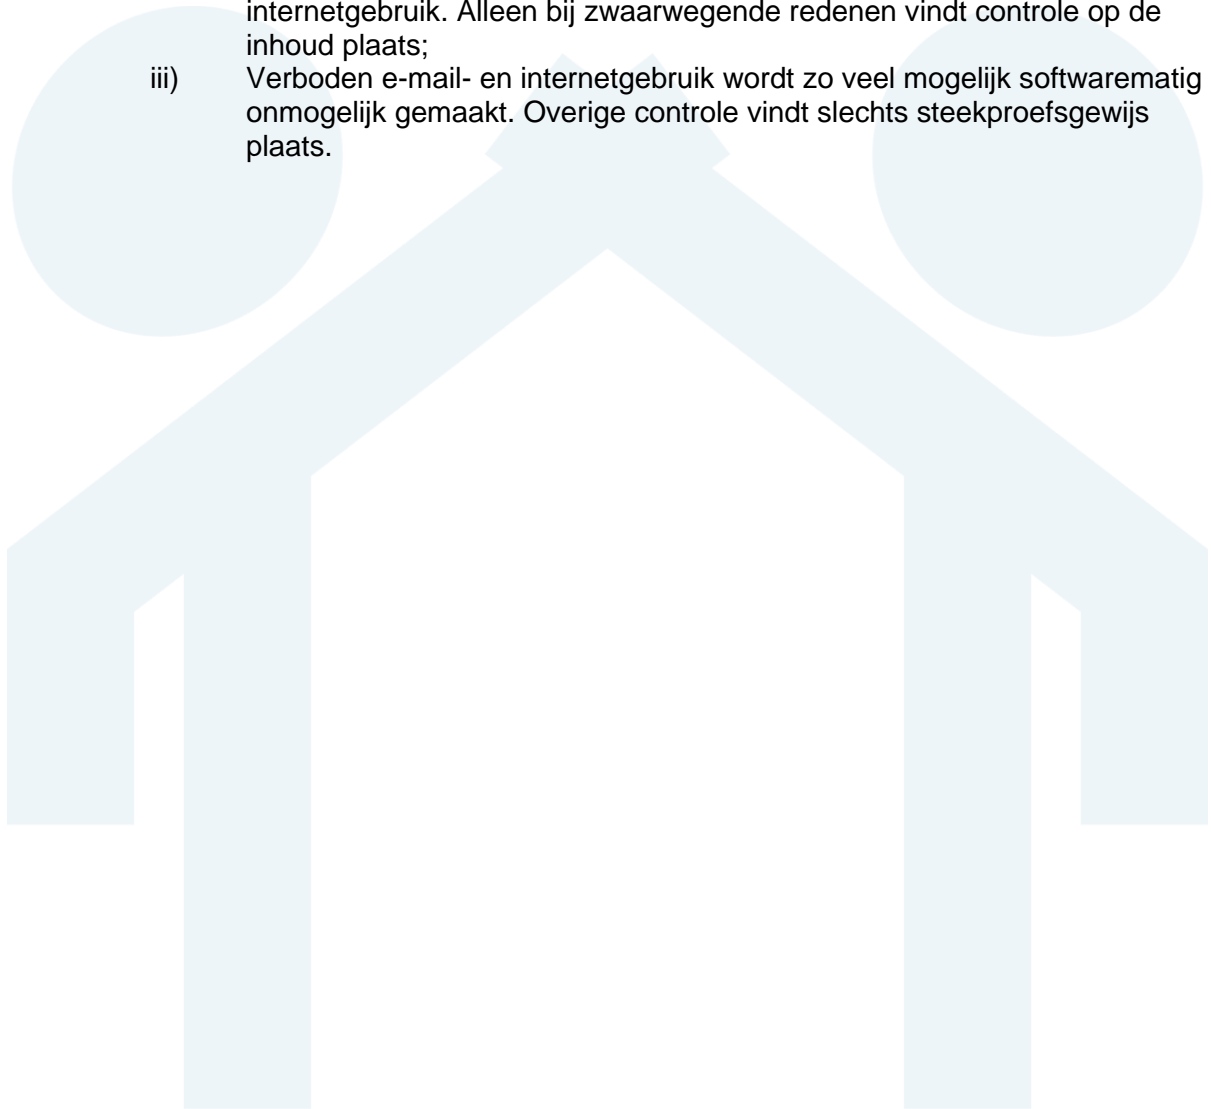 internetgebruik. Alleen bij zwaarwegende redenen vindt controle op de
inhoud plaats;
iii) Verboden e-mail- en internetgebruik wordt zo veel mogelijk softwarematig
onmogelijk gemaakt. Overige controle vindt slechts steekproefsgewijs
plaats.